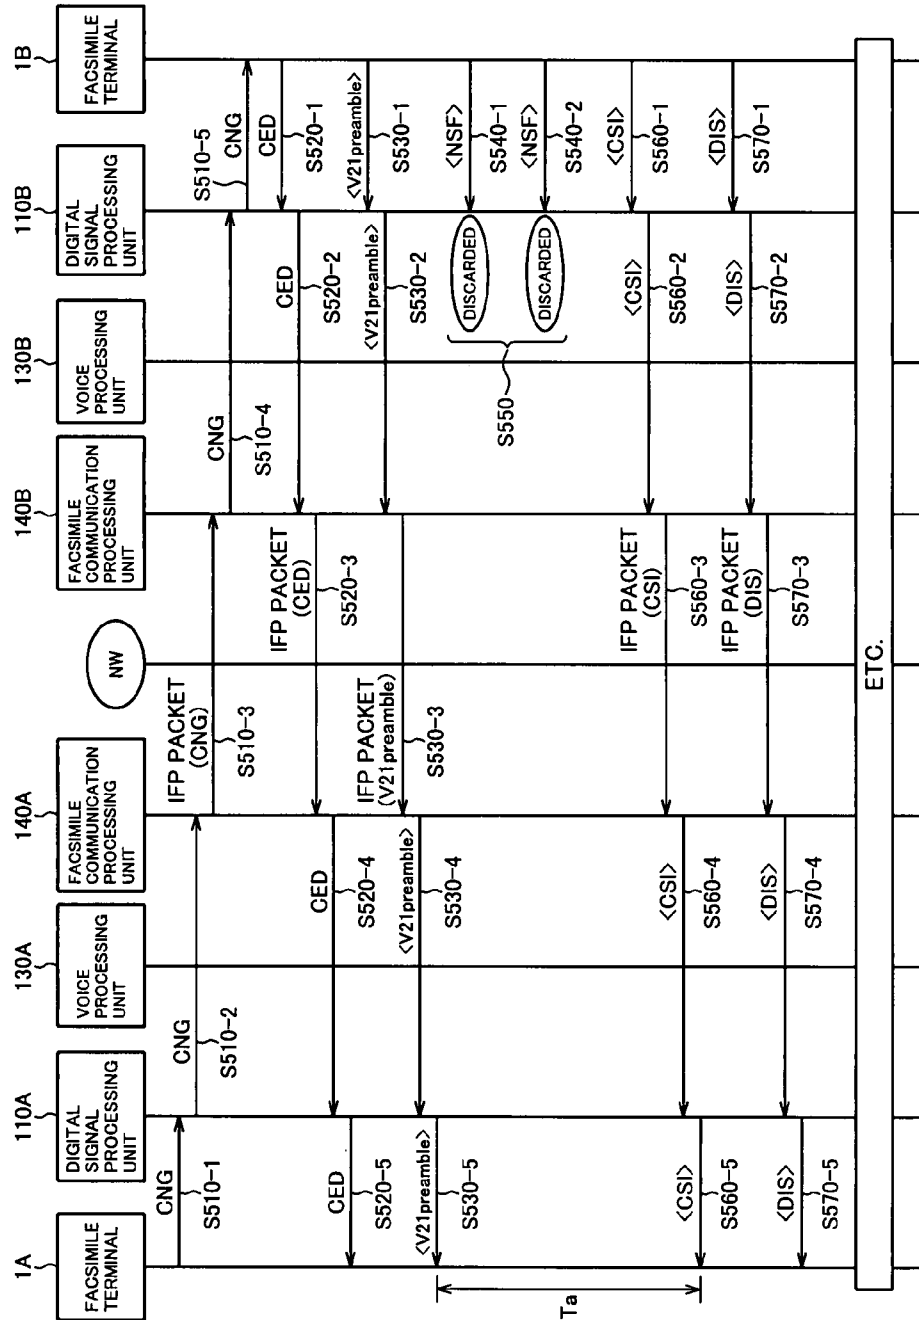 1A
110A
130A
140A
140B
130B
110B
1B
FACSIMILE
TERMINAL
DIGITAL
SIGNAL
PROCESSING
UNIT
VOICE
PROCESSING
UNIT
FACSIMILE
COMMUNICATION
PROCESSING
UNIT
NW
FACSIMILE
COMMUNICATION
PROCESSING
UNIT
VOICE
PROCESSING
UNIT
DIGITAL
SIGNAL
PROCESSING
UNIT
FACSIMILE
TERMINAL
CNG
S510-1
CNG
S510-2
IFP PACKET
(CNG)
S510-3
CNG
S510-4
S510-5
CNG
CED
S520-1
CED
S520-2
IFP PACKET
(CED)
S520-3
CED
S520-4
CED
S520-5
<V21preamble>
S530-1
<V21preamble>
S530-2
IFP PACKET
(V21preamble)
S530-3
<V21preamble>
S530-4
<V21preamble>
S530-5
<NSF>
S540-1
DISCARDED
<NSF>
S540-2
DISCARDED
S550
<CSI>
S560-1
<CSI>
S560-2
IFP PACKET
(CSI)
S560-3
<CSI>
S560-4
<CSI>
S560-5
<DIS>
S570-1
<DIS>
S570-2
IFP PACKET
(DIS)
S570-3
<DIS>
S570-4
<DIS>
S570-5
Ta
ETC.